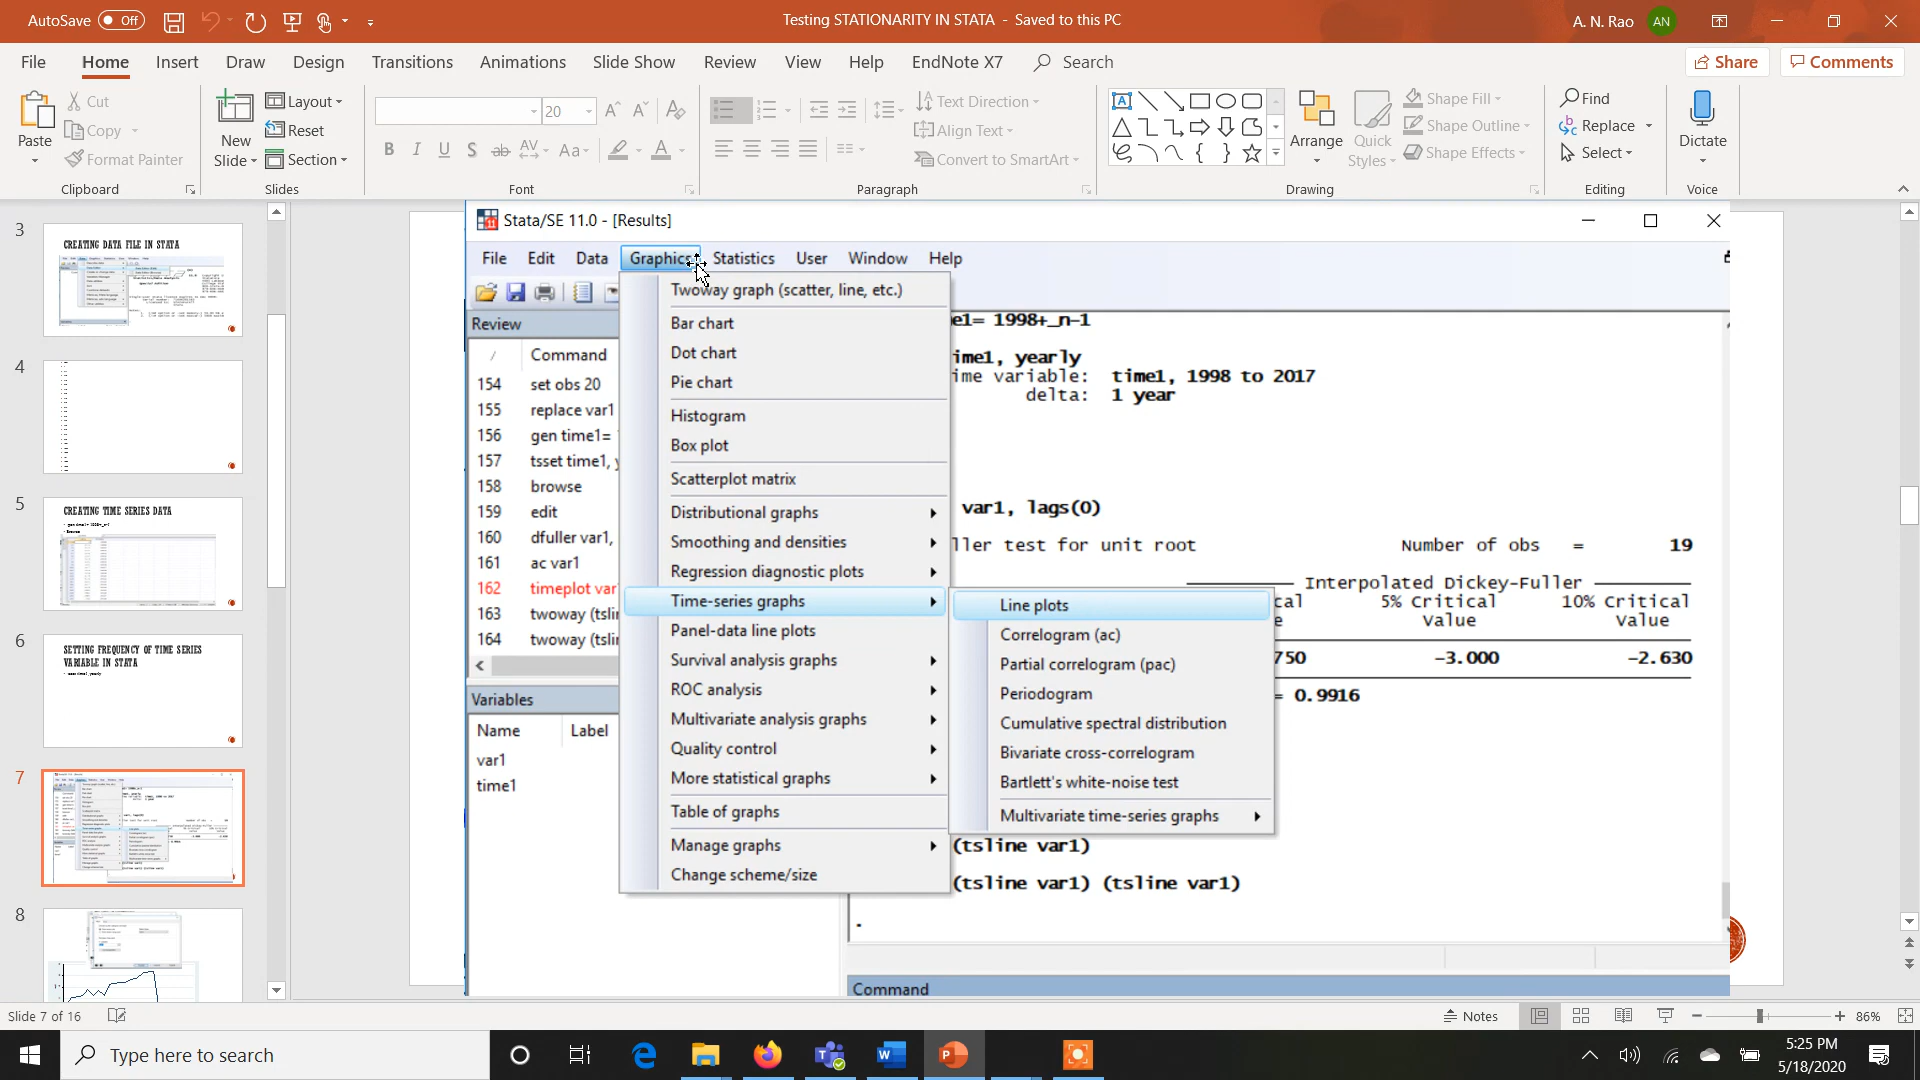 AutoSave Off
Testing STATIONARITY IN STATA - Saved to this PC
A. N. Rao AN
File Home Insert Draw Design Transitions Animations Slide Show Review View Help EndNote X7 Search
Share Comments
Paste
Cut
Copy
Format Painter
Clipboard
New
Slide
Layout
Reset
Section
Slides
20
B I U S ab AV Aa A
Font
Text Direction
Align Text
Convert to SmartArt
Paragraph
Arrange
Quick
Styles
Shape Fill
Shape Outline
Shape Effects
Drawing
Find
Replace
Select
Editing
Dictate
Voice
3
CREATING DATA FILE IN STATA
4
5
CREATING TIME SERIES DATA
6
SETTING FREQUENCY OF TIME SERIES
VARIABLE IN STATA
7
8
Stata/SE 11.0 - [Results]
File Edit Data Graphics Statistics User Window Help
Review
Command
154 set obs 20
155 replace var1
156 gen time1=
157 tsset time1, y
158 browse
159 edit
160 dfuller var1,
161 ac var1
162 timeplot var
163 twoway (tslin
164 twoway (tslin
Variables
Name Label
var1
time1
Twoway graph (scatter, line, etc.)
Bar chart
Dot chart
Pie chart
Histogram
Box plot
Scatterplot matrix
Distributional graphs
Smoothing and densities
Regression diagnostic plots
Time-series graphs
Panel-data line plots
Survival analysis graphs
ROC analysis
Multivariate analysis graphs
Quality control
More statistical graphs
Table of graphs
Manage graphs
Change scheme/size
Line plots
Correlogram (ac)
Partial correlogram (pac)
Periodogram
Cumulative spectral distribution
Bivariate cross-correlogram
Bartlett's white-noise test
Multivariate time-series graphs
me1= 1998+_n-1
ime1, yearly
ime variable: time1, 1998 to 2017
delta: 1 year
var1, lags(0)
ller test for unit root Number of obs = 19
Interpolated Dickey-Fuller
cal 5% Critical 10% Critical
e Value Value
750 -3.000 -2.630
= 0.9916
(tsline var1)
(tsline var1) (tsline var1)
.
Command
Slide 7 of 16
Notes
86%
Type here to search
5:25 PM
5/18/2020